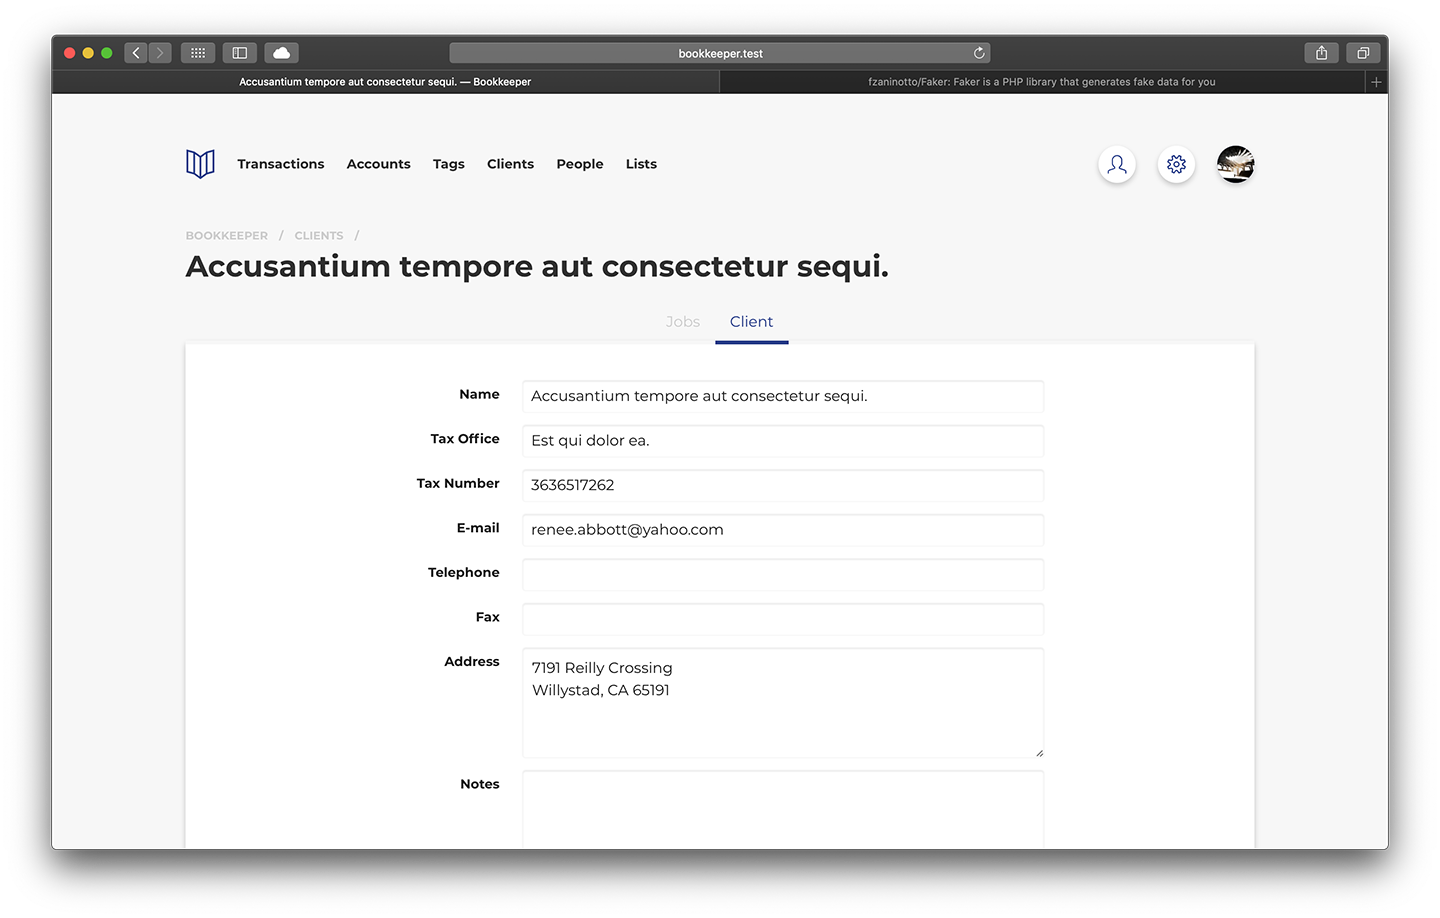 bookkeeper.test
Accusantium tempore aut consectetur sequi. — Bookkeeper
fzaninotto/Faker: Faker is a PHP library that generates fake data for you
Transactions Accounts Tags Clients People Lists
BOOKKEEPER / CLIENTS /
Accusantium tempore aut consectetur sequi.
Jobs Client
Name Accusantium tempore aut consectetur sequi.
Tax Office Est qui dolor ea.
Tax Number 3636517262
E-mail renee.abbott@yahoo.com
Telephone
Fax
Address 7191 Reilly Crossing
Willystad, CA 65191
Notes